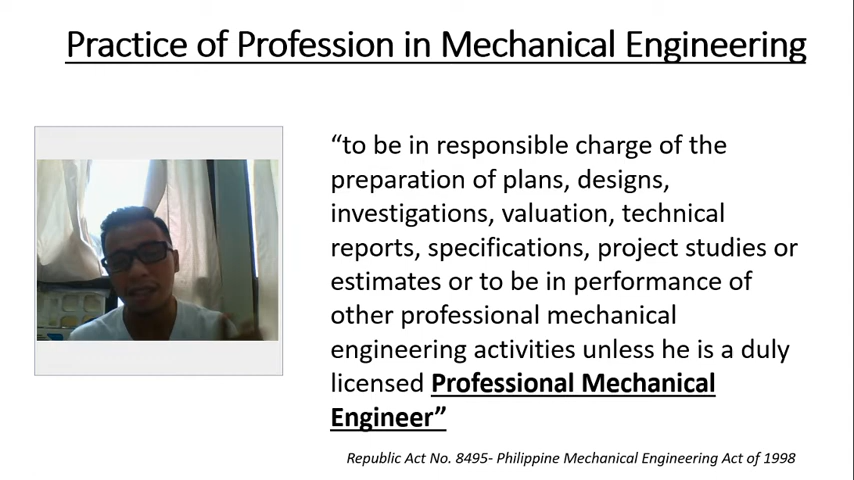 Practice of Profession in Mechanical Engineering
“to be in responsible charge of the
preparation of plans, designs,
investigations, valuation, technical
reports, specifications, project studies or
estimates or to be in performance of
other professional mechanical
engineering activities unless he is a duly
licensed Professional Mechanical
Engineer”
Republic Act No. 8495- Philippine Mechanical Engineering Act of 1998